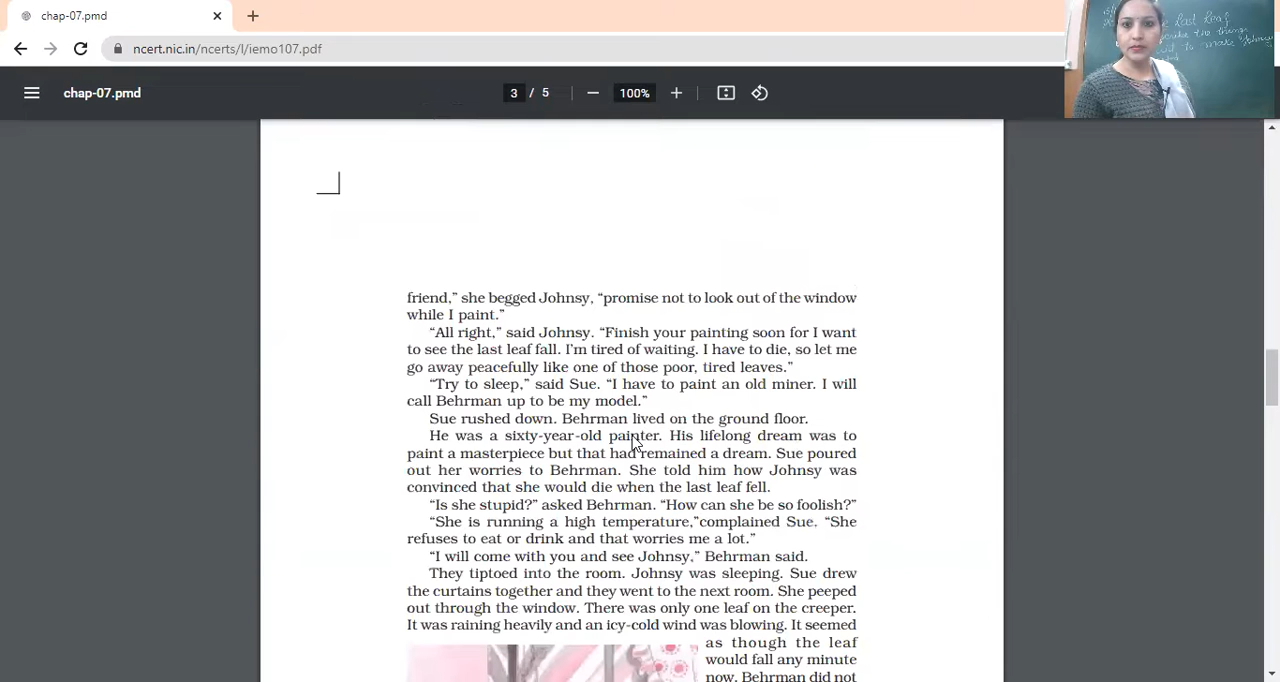 chap-07.pmd
ncert.nic.in/ncerts/l/iemo107.pdf
chap-07.pmd
3 / 5
100%
Last Leaf
friend,” she begged Johnsy, “promise not to look out of the window
while I paint.”
“All right,” said Johnsy. “Finish your painting soon for I want
to see the last leaf fall. I’m tired of waiting. I have to die, so let me
go away peacefully like one of those poor, tired leaves.”
“Try to sleep,” said Sue. “I have to paint an old miner. I will
call Behrman up to be my model.”
Sue rushed down. Behrman lived on the ground floor.
He was a sixty-year-old painter. His lifelong dream was to
paint a masterpiece but that had remained a dream. Sue poured
out her worries to Behrman. She told him how Johnsy was
convinced that she would die when the last leaf fell.
“Is she stupid?” asked Behrman. “How can she be so foolish?”
“She is running a high temperature,”complained Sue. “She
refuses to eat or drink and that worries me a lot.”
“I will come with you and see Johnsy,” Behrman said.
They tiptoed into the room. Johnsy was sleeping. Sue drew
the curtains together and they went to the next room. She peeped
out through the window. There was only one leaf on the creeper.
It was raining heavily and an icy-cold wind was blowing. It seemed
as though the leaf
would fall any minute
now. Behrman did not